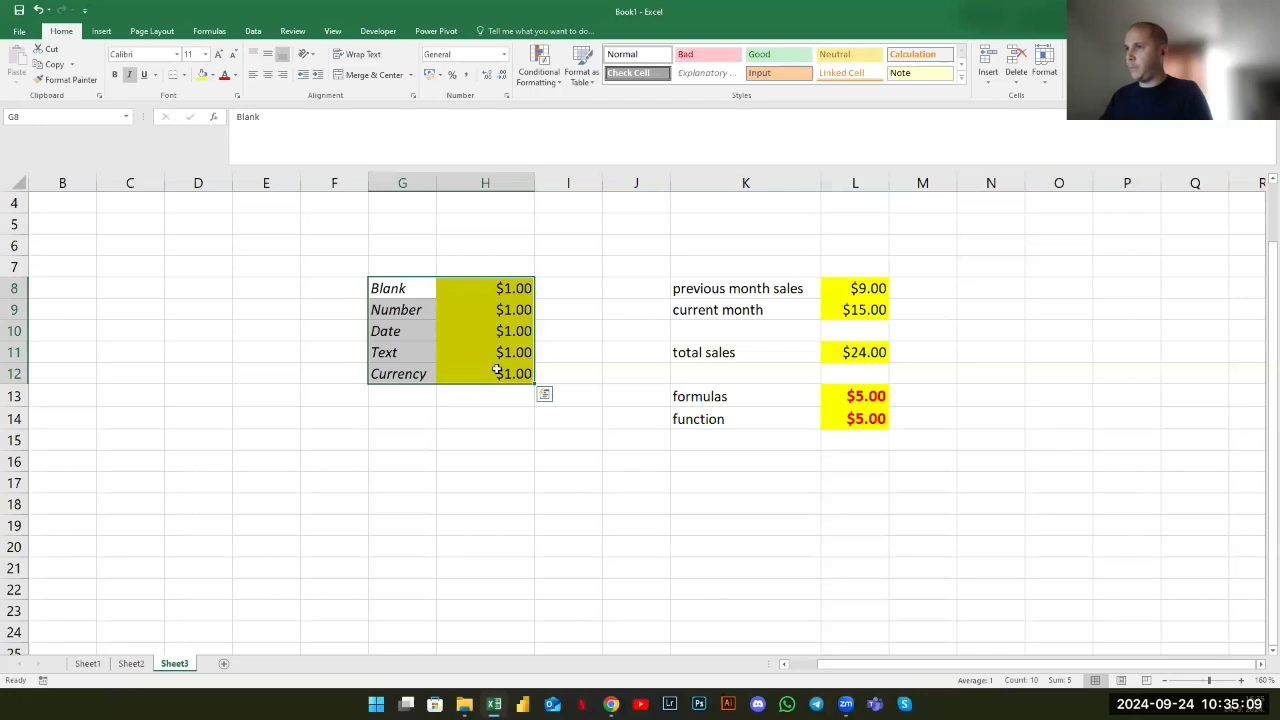 Book1 - Excel
File Home Insert Page Layout Formulas Data Review View Developer Power Pivot Tell me what you want to do...
Paste Cut Copy Format Painter Clipboard
Calibri 11 B I U Font
Wrap Text Merge & Center Alignment
General $ % , Number
Conditional Formatting Format as Table
Normal Bad Good Neutral Calculation
Check Cell Explanatory ... Input Linked Cell Note
Styles
Insert Delete Format Cells
G8 fx Blank
B C D E F G H I J K L M N O P Q R
4
5
6
7
8 Blank $1.00 previous month sales $9.00
9 Number $1.00 current month $15.00
10 Date $1.00
11 Text $1.00 total sales $24.00
12 Currency $1.00
13 formulas $5.00
14 function $5.00
15
16
17
18
19
20
21
22
23
24
25
Sheet1 Sheet2 Sheet3
Ready Average: 1 Count: 10 Sum: 5 160 %
2024-09-24 10:35:09